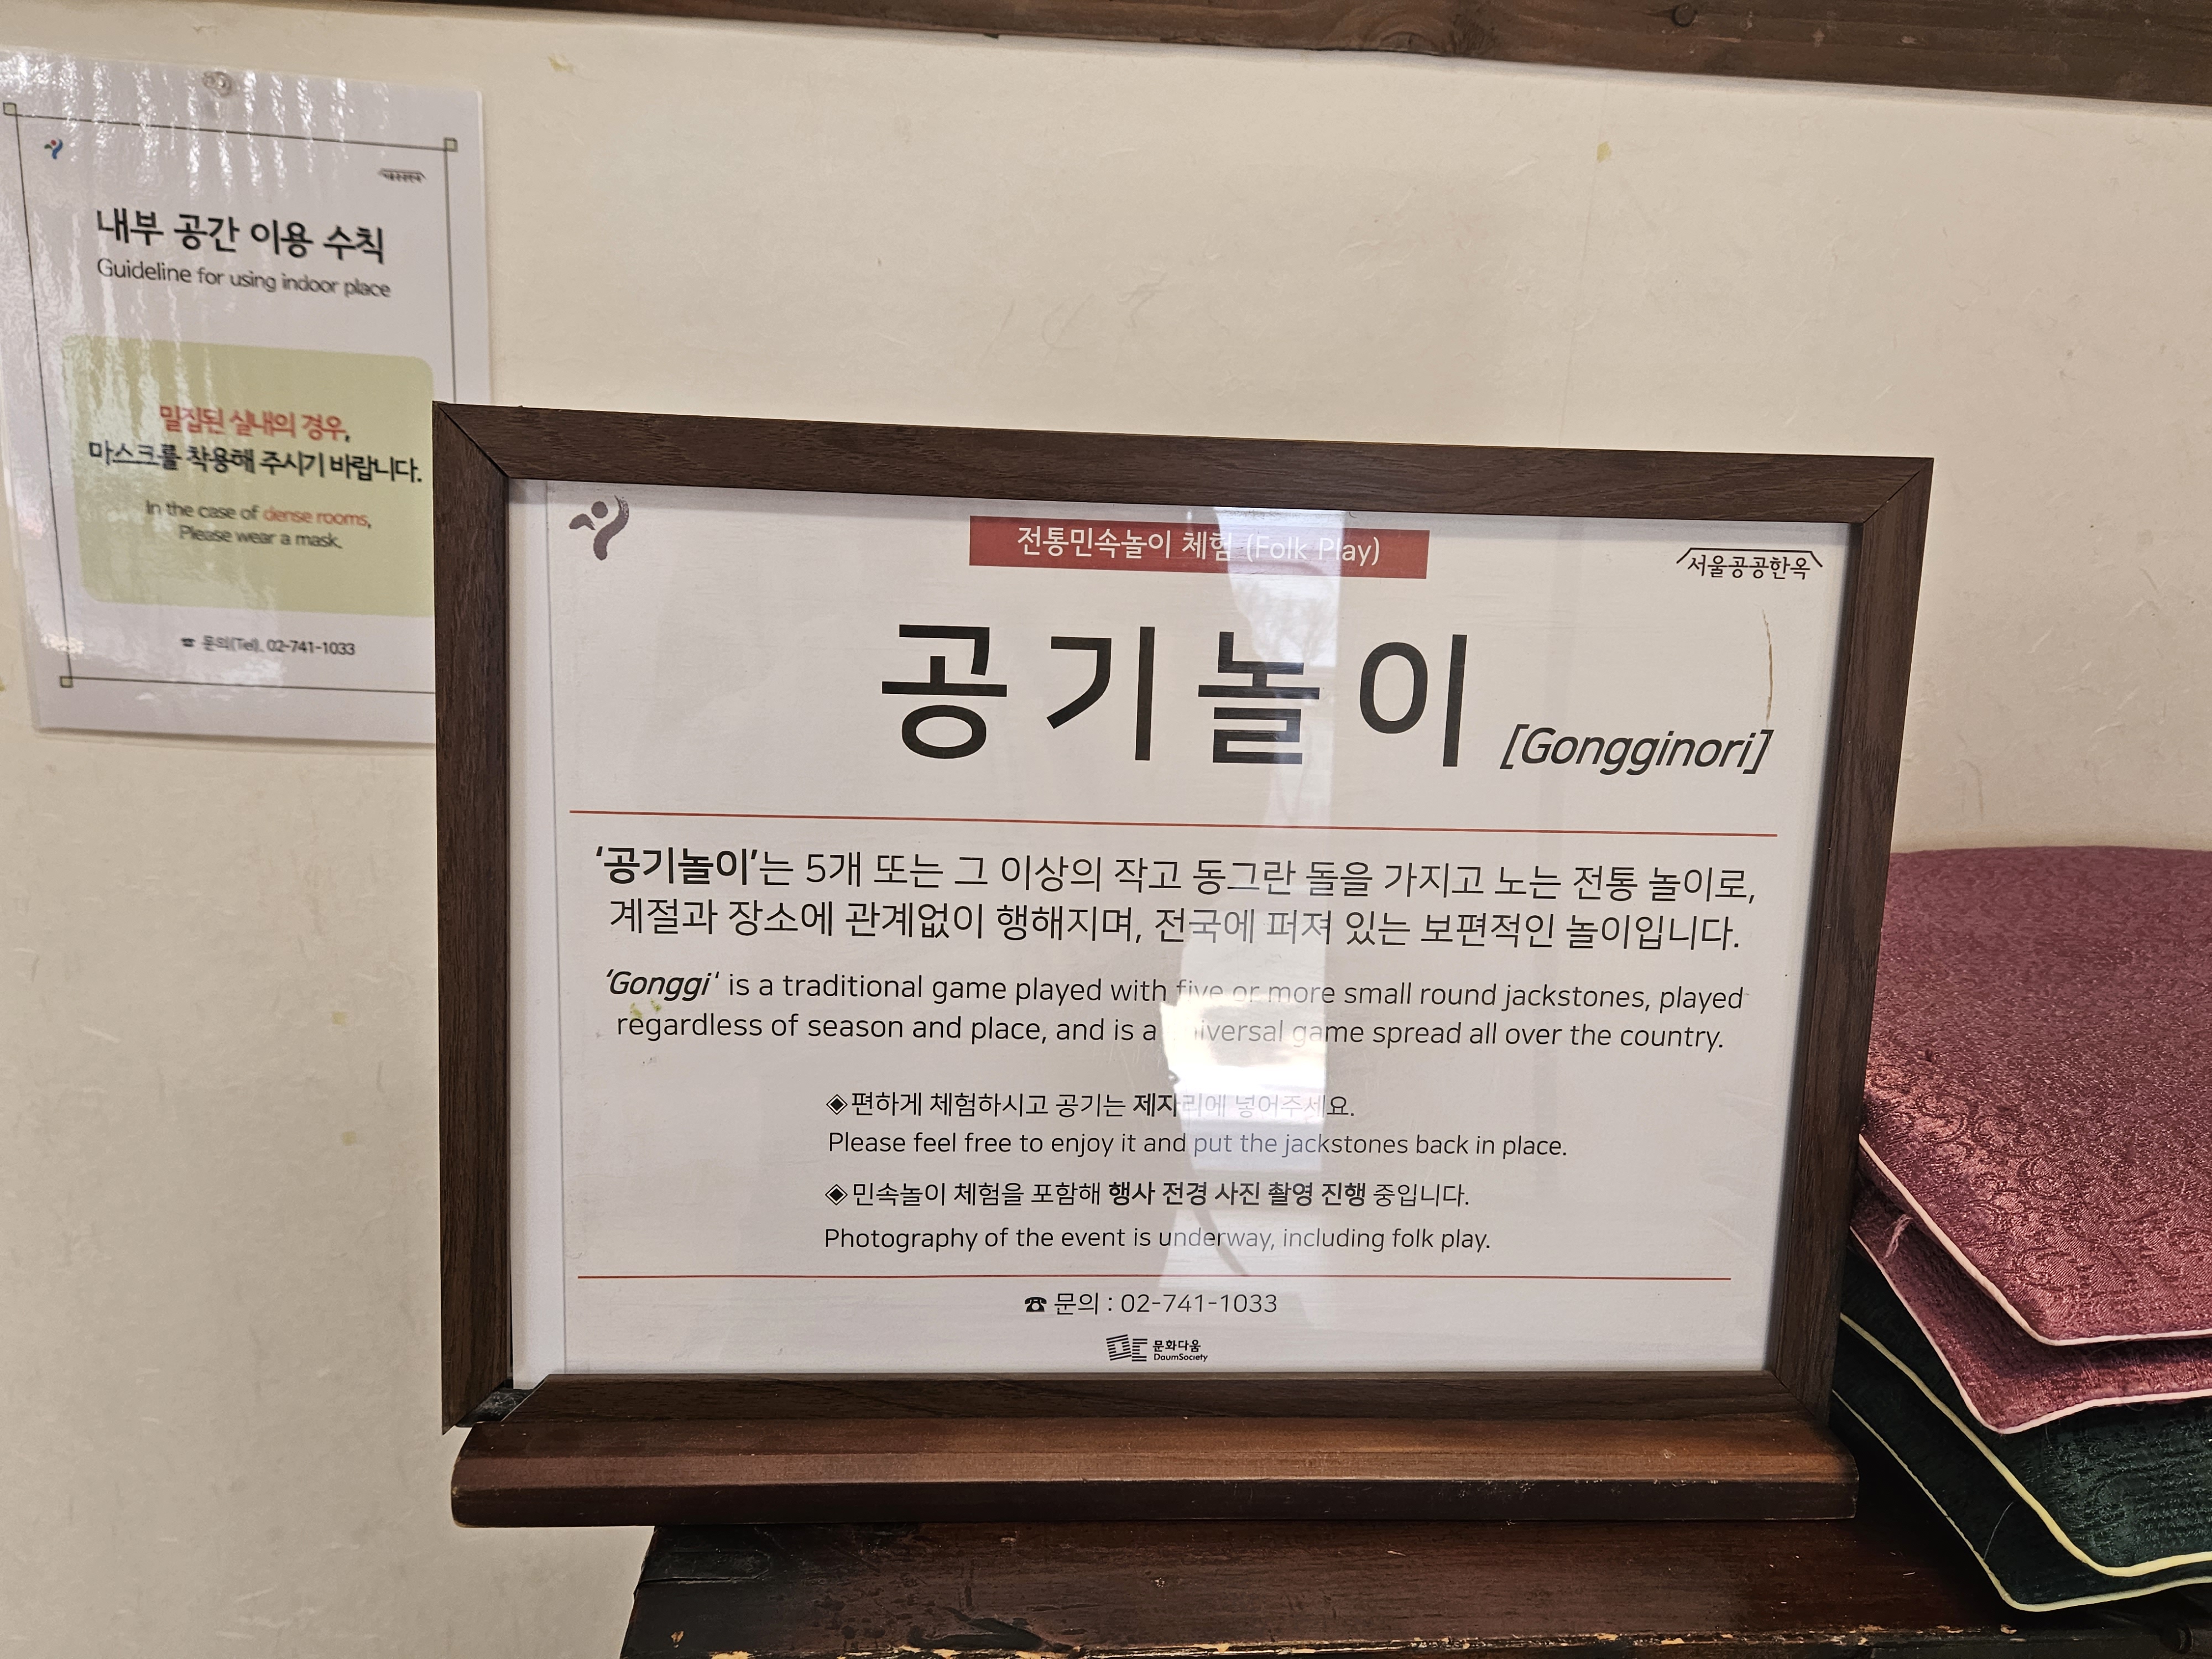 내부 공간 이용 수칙
Guideline for using indoor place
밀집된 실내의 경우,
마스크를 착용해 주시기 바랍니다.
In the case of dense rooms,
Please wear a mask.
☎ 문의(Tel). 02-741-1033
전통민속놀이 체험 (Folk Play)
서울공공한옥
공기놀이 [Gongginori]
‘공기놀이’는 5개 또는 그 이상의 작고 동그란 돌을 가지고 노는 전통 놀이로,
계절과 장소에 관계없이 행해지며, 전국에 퍼져 있는 보편적인 놀이입니다.
‘Gonggi’ is a traditional game played with five or more small round jackstones, played
regardless of season and place, and is a universal game spread all over the country.
◈편하게 체험하시고 공기는 제자리에 넣어주세요.
Please feel free to enjoy it and put the jackstones back in place.
◈민속놀이 체험을 포함해 행사 전경 사진 촬영 진행 중입니다.
Photography of the event is underway, including folk play.
☎ 문의 : 02-741-1033
문화다움
DaumSociety